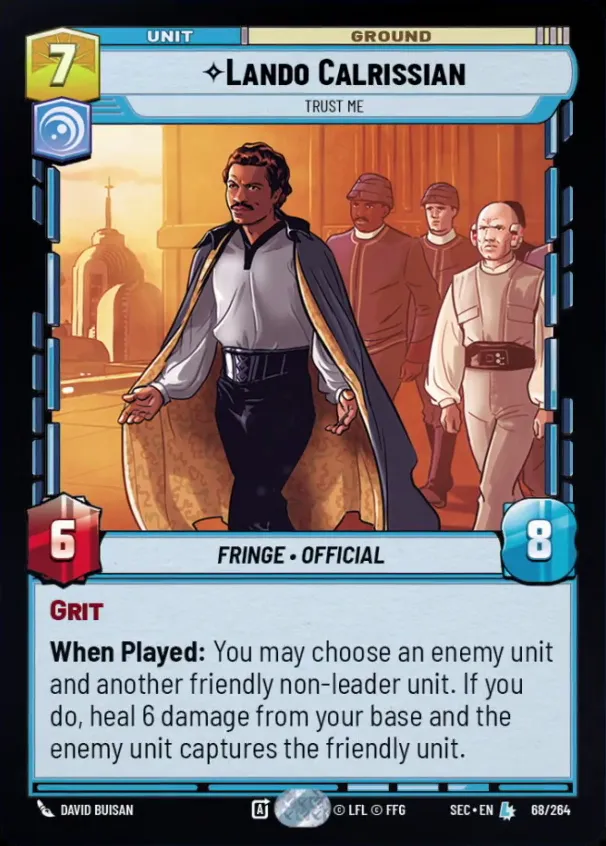 UNIT
GROUND
7
LANDO CALRISSIAN
TRUST ME
6
FRINGE • OFFICIAL
8
GRIT
When Played: You may choose an enemy unit
and another friendly non-leader unit. If you
do, heal 6 damage from your base and the
enemy unit captures the friendly unit.
DAVID BUISAN
A
© LFL © FFG
SEC • EN
L
68/264